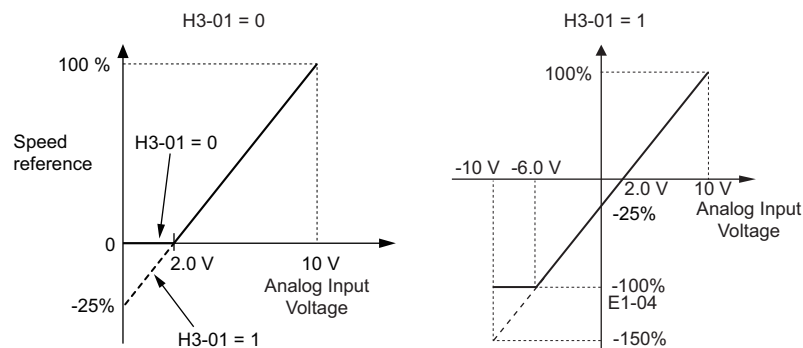 H3-01 = 0
100 %
Speed
reference
H3-01 = 0
0
2.0 V
10 V
Analog Input
Voltage
-25%
H3-01 = 1
H3-01 = 1
100%
-10 V
-6.0 V
2.0 V
10 V
Analog Input
Voltage
-25%
-100%
E1-04
-150%